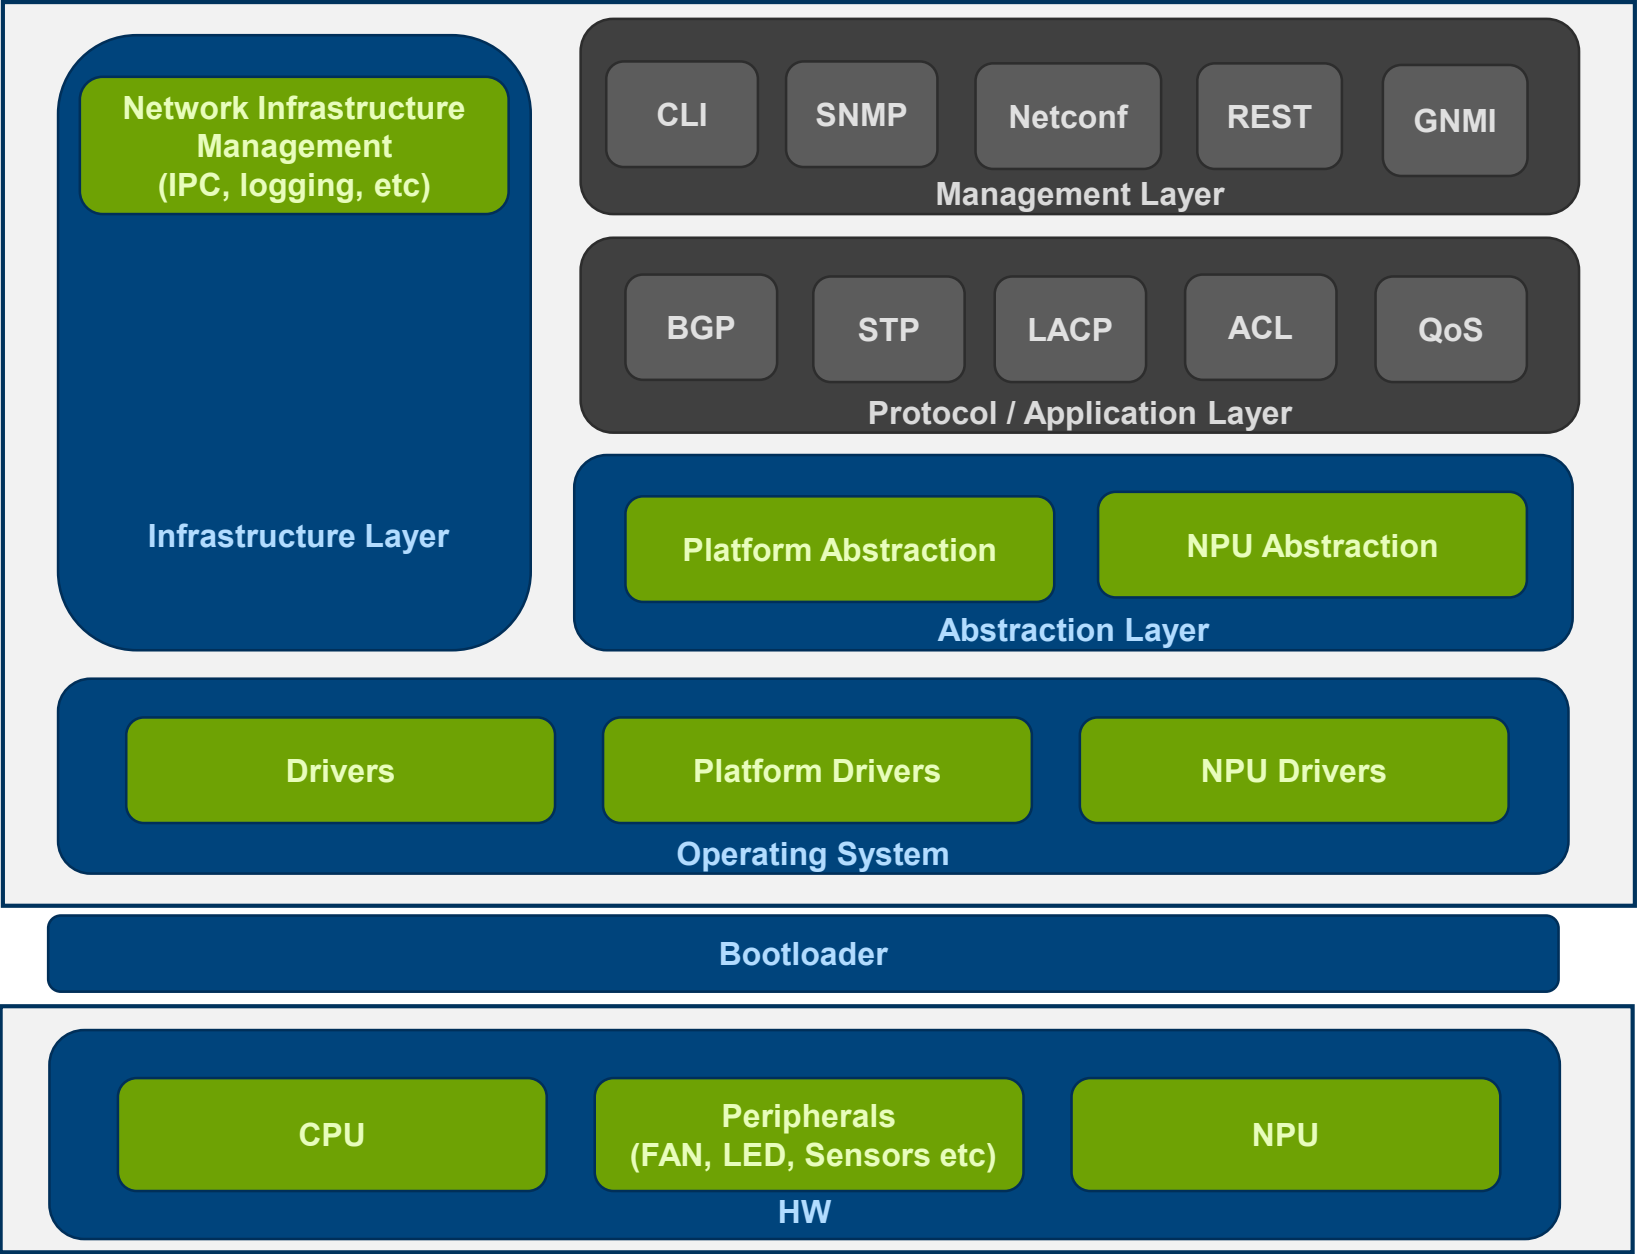 Network Infrastructure
Management
(IPC, logging, etc)
Infrastructure Layer
CLI
SNMP
Netconf
REST
GNMI
Management Layer
BGP
STP
LACP
ACL
QoS
Protocol / Application Layer
Platform Abstraction
NPU Abstraction
Abstraction Layer
Drivers
Platform Drivers
NPU Drivers
Operating System
Bootloader
CPU
Peripherals
(FAN, LED, Sensors etc)
NPU
HW